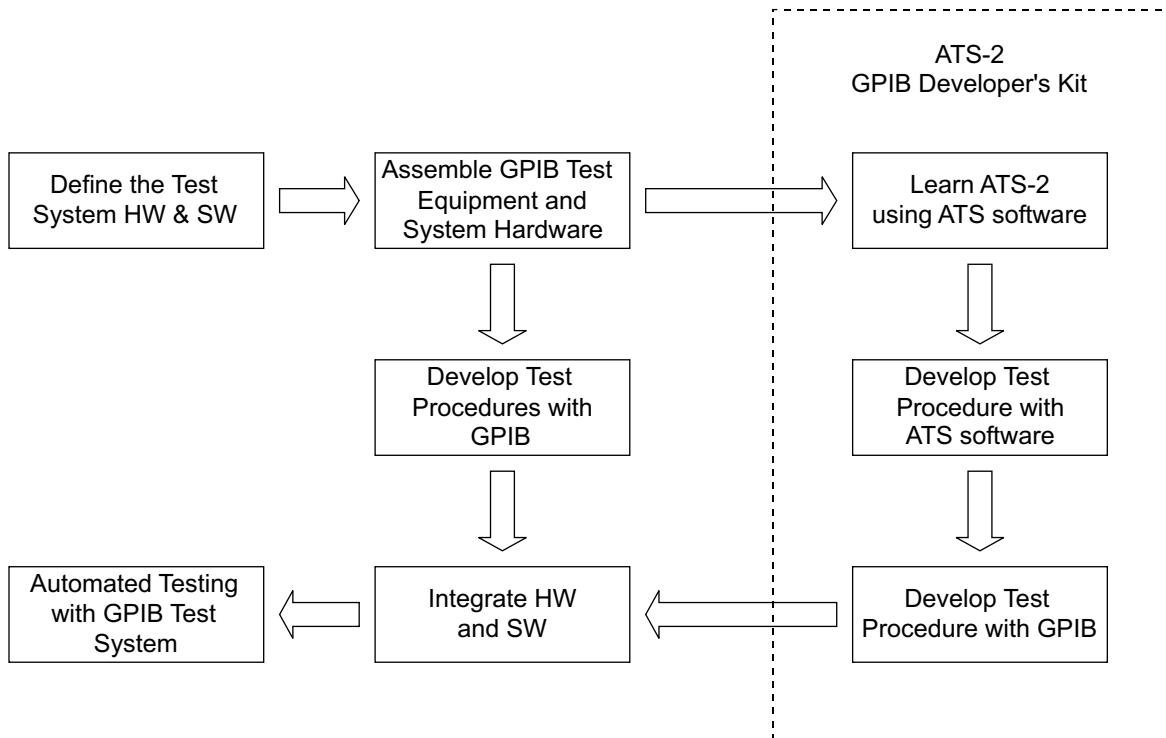 ATS-2
GPIB Developer's Kit
Define the Test
System HW & SW
Assemble GPIB Test
Equipment and
System Hardware
Learn ATS-2
using ATS software
Develop Test
Procedures with
GPIB
Develop Test
Procedure with
ATS software
Automated Testing
with GPIB Test
System
Integrate HW
and SW
Develop Test
Procedure with GPIB